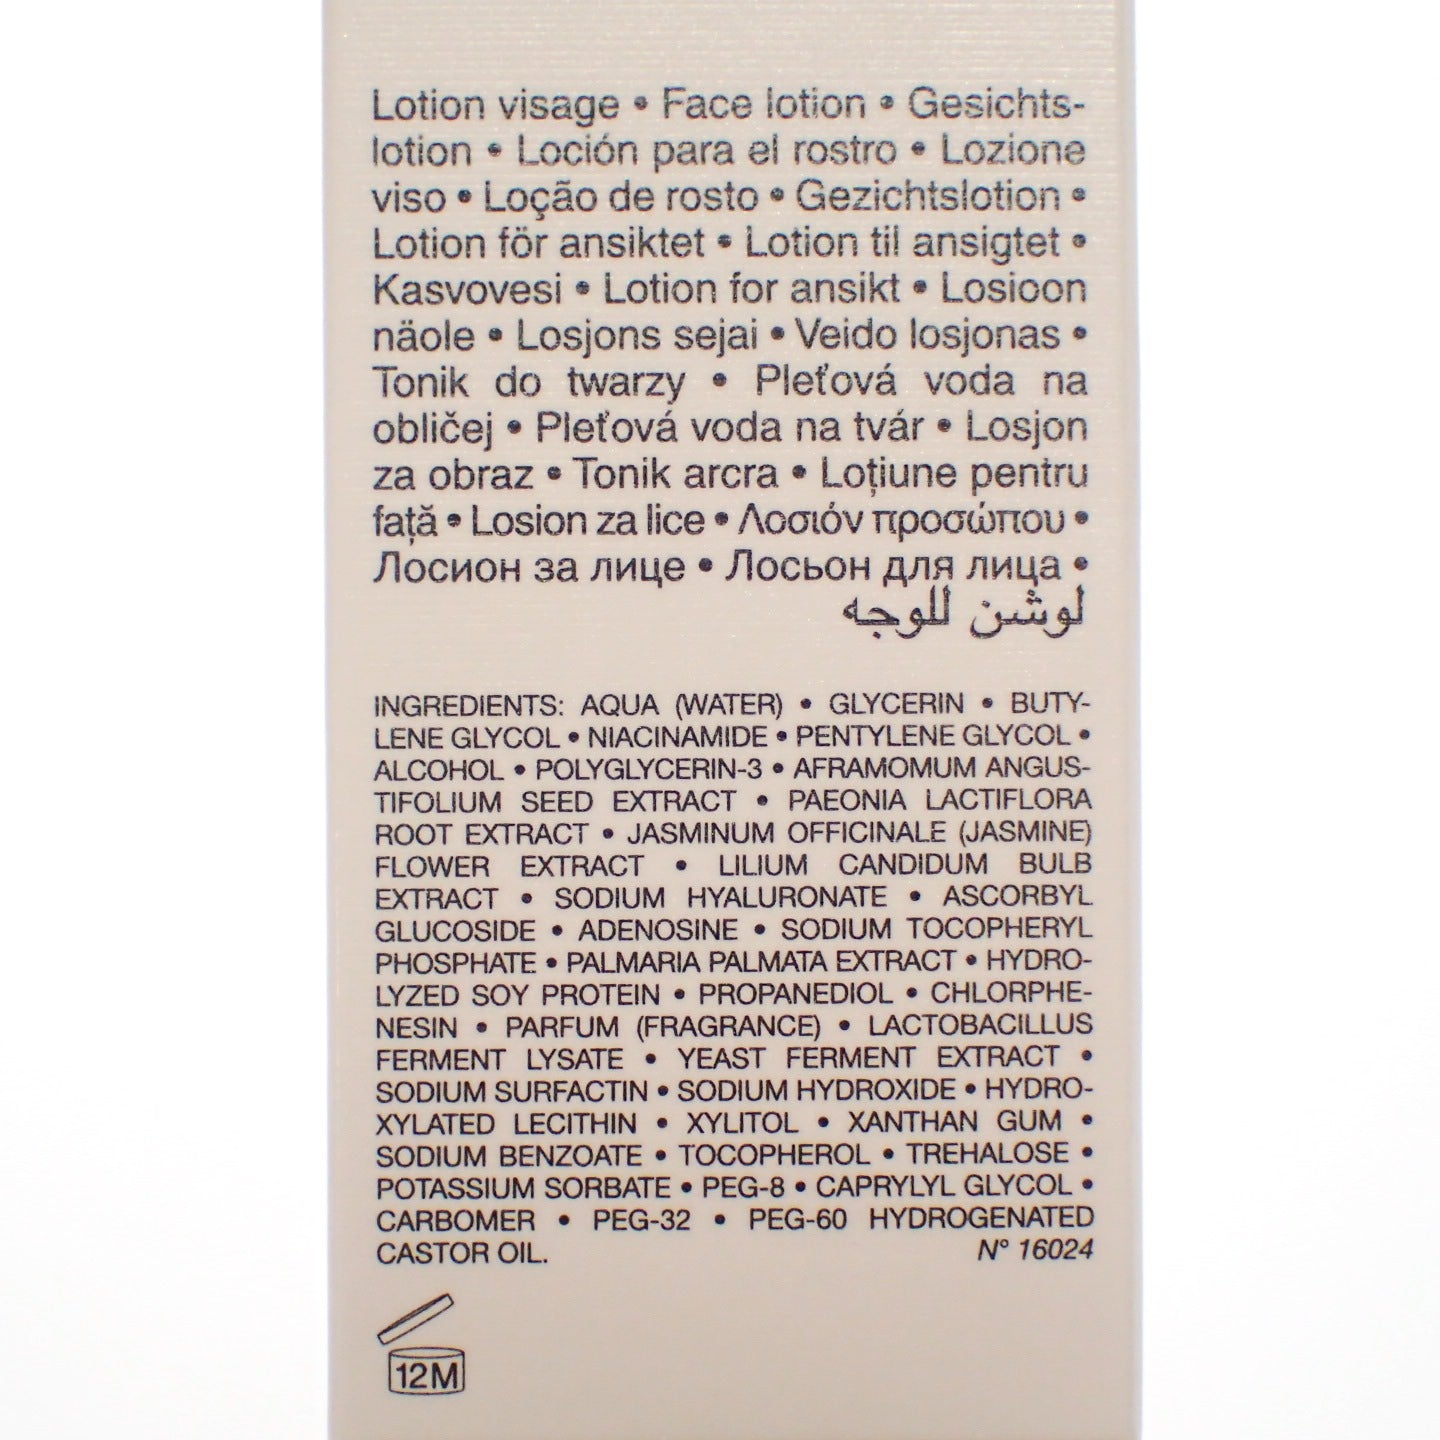 Lotion visage • Face lotion • Gesichts-
lotion • Loción para el rostro • Lozione
viso • Loção de rosto • Gezichtslotion •
Lotion för ansiktet • Lotion til ansigtet •
Kasvovesi • Lotion for ansikt • Losioon
näole • Losjons sejai • Veido losjonas •
Tonik do twarzy • Pleťová voda na
obličej • Pleťová voda na tvár • Losjon
za obraz • Tonik arcra • Loțiune pentru
față • Losion za lice • Λοσιόν προσώπου •
Лосион за лице • Лосьон для лица •
لوشن للوجه
INGREDIENTS: AQUA (WATER) • GLYCERIN • BUTY-
LENE GLYCOL • NIACINAMIDE • PENTYLENE GLYCOL •
ALCOHOL • POLYGLYCERIN-3 • AFRAMOMUM ANGUS-
TIFOLIUM SEED EXTRACT • PAEONIA LACTIFLORA
ROOT EXTRACT • JASMINUM OFFICINALE (JASMINE)
FLOWER EXTRACT • LILIUM CANDIDUM BULB
EXTRACT • SODIUM HYALURONATE • ASCORBYL
GLUCOSIDE • ADENOSINE • SODIUM TOCOPHERYL
PHOSPHATE • PALMARIA PALMATA EXTRACT • HYDRO-
LYZED SOY PROTEIN • PROPANEDIOL • CHLORPHE-
NESIN • PARFUM (FRAGRANCE) • LACTOBACILLUS
FERMENT LYSATE • YEAST FERMENT EXTRACT •
SODIUM SURFACTIN • SODIUM HYDROXIDE • HYDRO-
XYLATED LECITHIN • XYLITOL • XANTHAN GUM •
SODIUM BENZOATE • TOCOPHEROL • TREHALOSE •
POTASSIUM SORBATE • PEG-8 • CAPRYLYL GLYCOL •
CARBOMER • PEG-32 • PEG-60 HYDROGENATED
CASTOR OIL. N° 16024
12M